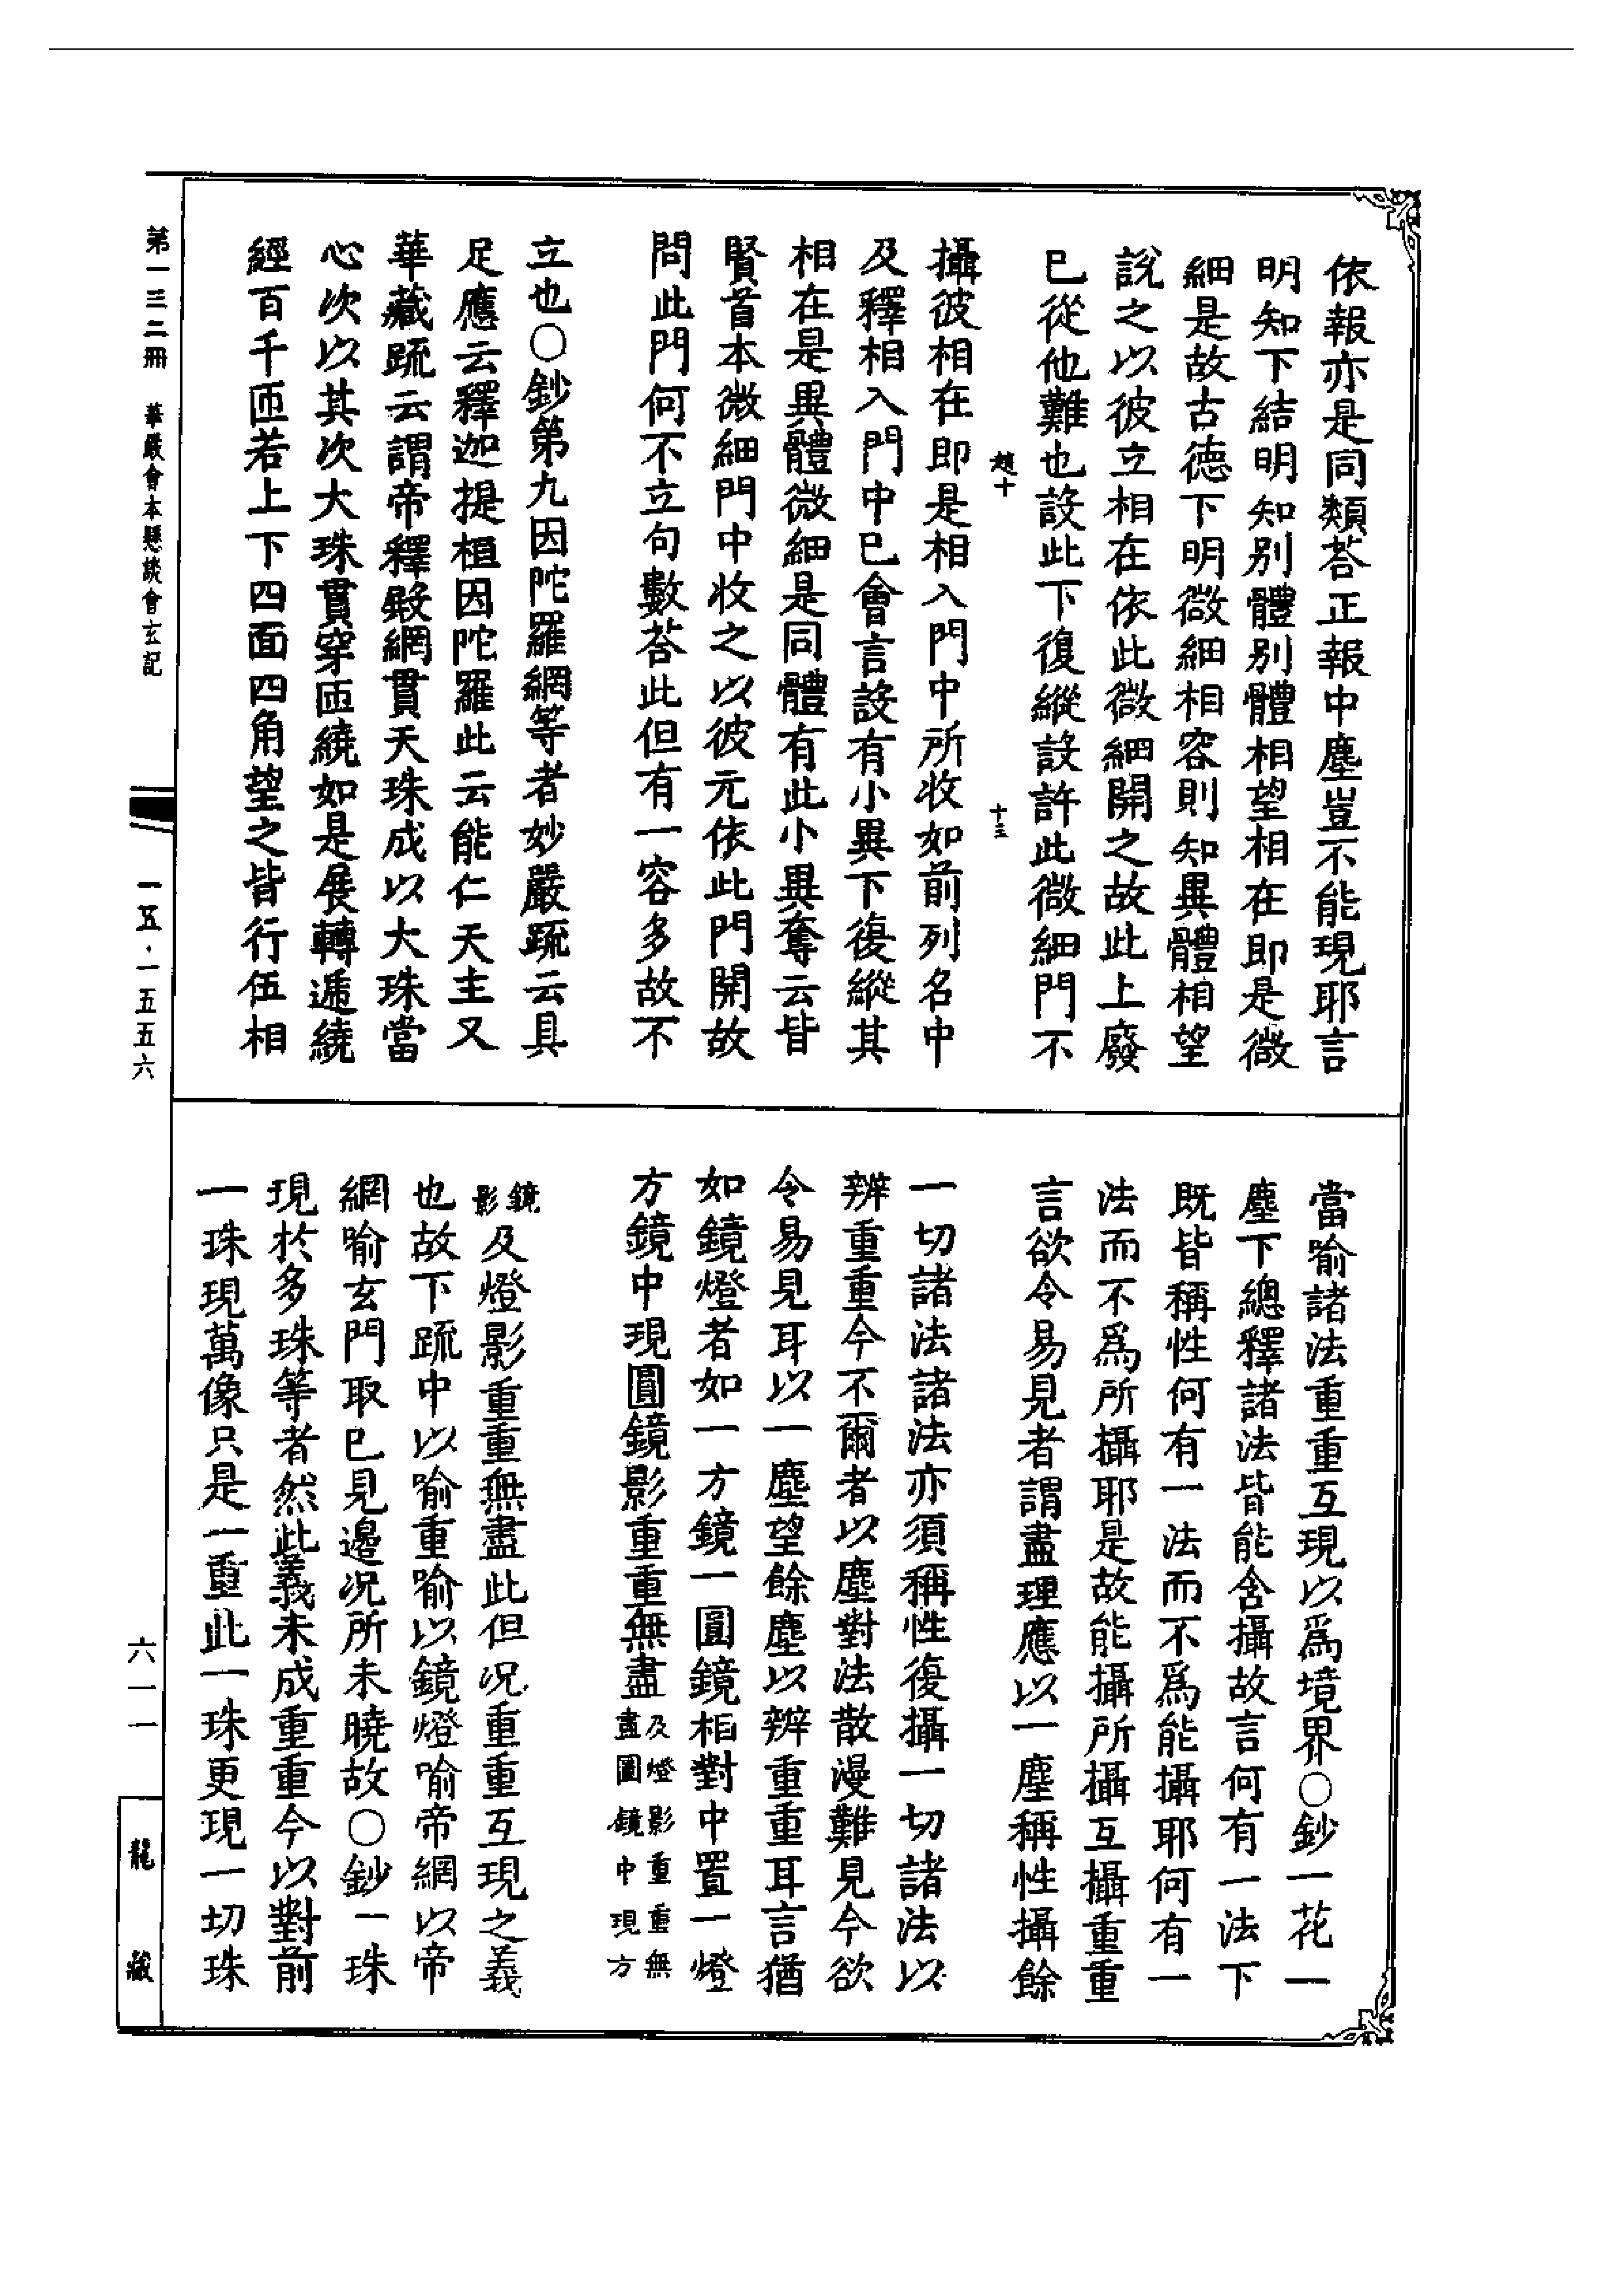 依報亦是同類荅正報中塵豈不能現耶言
明知下結明知别體别體相望相在即是微
細是故古德下明微細相容則知異體相望
說之以彼立相在依此微細開之故此上廢
已從他難也設此下復縱設許此微細門不
趙十 十三
攝彼相在即是相入門中所收如前列名中
及釋相入門中已會言設有小異下復縱其
相在是異體微細是同體有此小異奪云皆
賢首本微細門中收之以彼元依此門開故
問此門何不立句數荅此但有一容多故不
立也〇鈔第九因陀羅網等者妙嚴疏云具
足應云釋迦提桓因陀羅此云能仁天主又
華藏疏云謂帝釋殿網貫天珠成以大珠當
心次以其次大珠貫穿匝繞如是展轉遞繞
經百千匝若上下四面四角望之皆行伍相
當喻諸法重重互現以爲境界〇鈔一花一
塵下總釋諸法皆能含攝故言何有一法下
既皆稱性何有一法而不爲能攝耶何有一
法而不爲所攝耶是故能攝所攝互攝重重
言欲令易見者謂盡理應以一塵稱性攝餘
一切諸法諸法亦須稱性復攝一切諸法以
辨重重今不爾者以塵對法散漫難見今欲
令易見耳以一塵望餘塵以辨重重耳言猶
如鏡燈者如一方鏡一圓鏡相對中置一燈
方鏡中現圓鏡影重重無盡及燈影重重無
盡圓鏡中現方
鏡
影及燈影重重無盡此但况重重互現之義
也故下疏中以喻重喻以鏡燈喻帝網以帝
網喻玄門取已見邊况所未曉故〇鈔一珠
現於多珠等者然此義未成重重今以對前
一珠現萬像只是一重此一珠更現一切珠
第一三二冊 華嚴會本懸談會玄記
一五·一五五六
六一一
龍藏